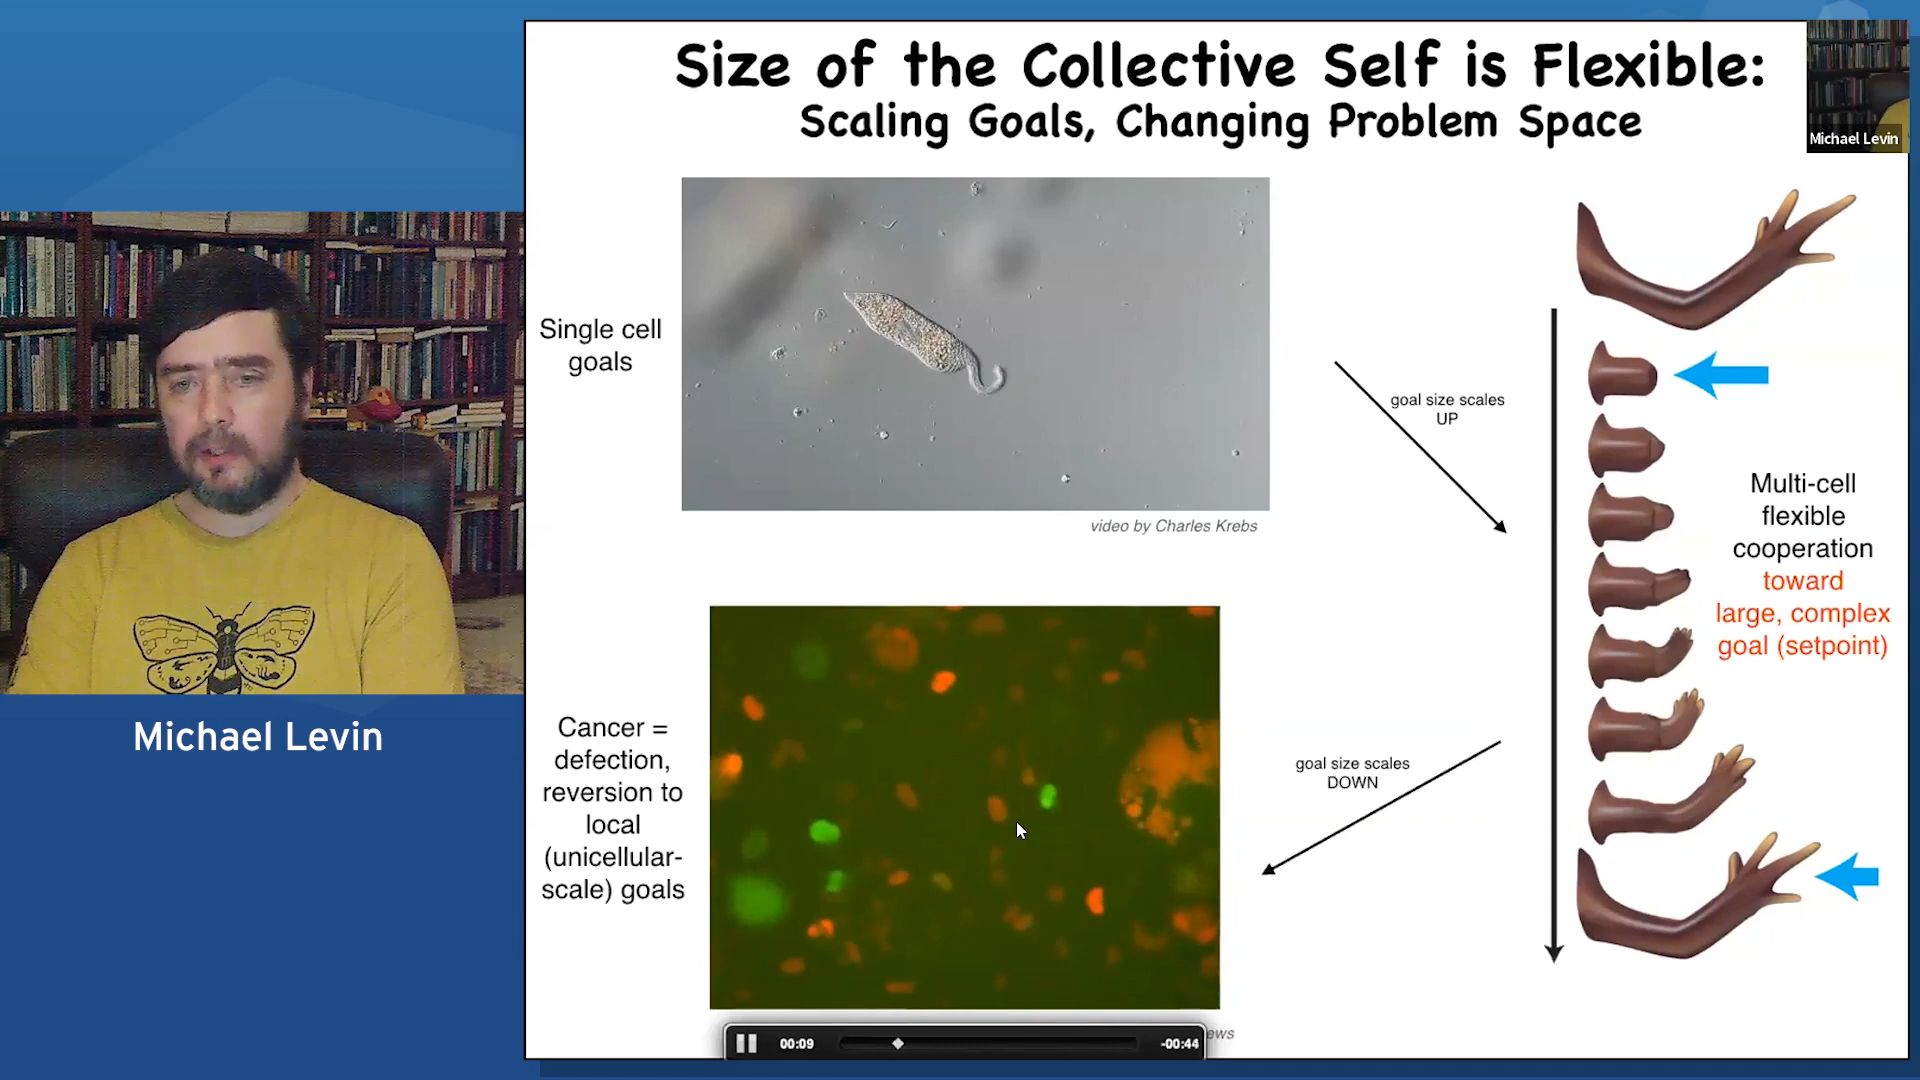 Size of the Collective Self is Flexible:
Scaling Goals, Changing Problem Space
Michael Levin
Single cell
goals
video by Charles Krebs
goal size scales
UP
Multi-cell
flexible
cooperation
toward
large, complex
goal (setpoint)
Michael Levin
Cancer =
defection,
reversion to
local
(unicellular-
scale) goals
goal size scales
DOWN
00:09
-00:44